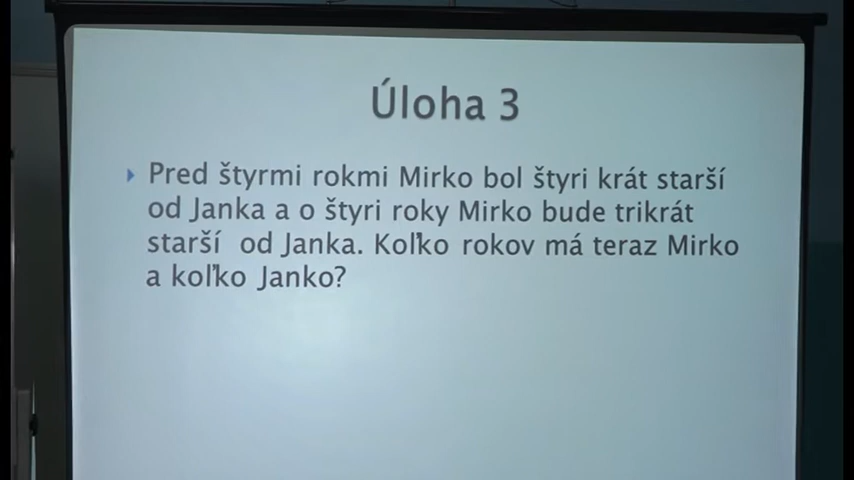 Úloha 3
Pred štyrmi rokmi Mirko bol štyri krát starší
od Janka a o štyri roky Mirko bude trikrát
starší od Janka. Koľko rokov má teraz Mirko
a koľko Janko?